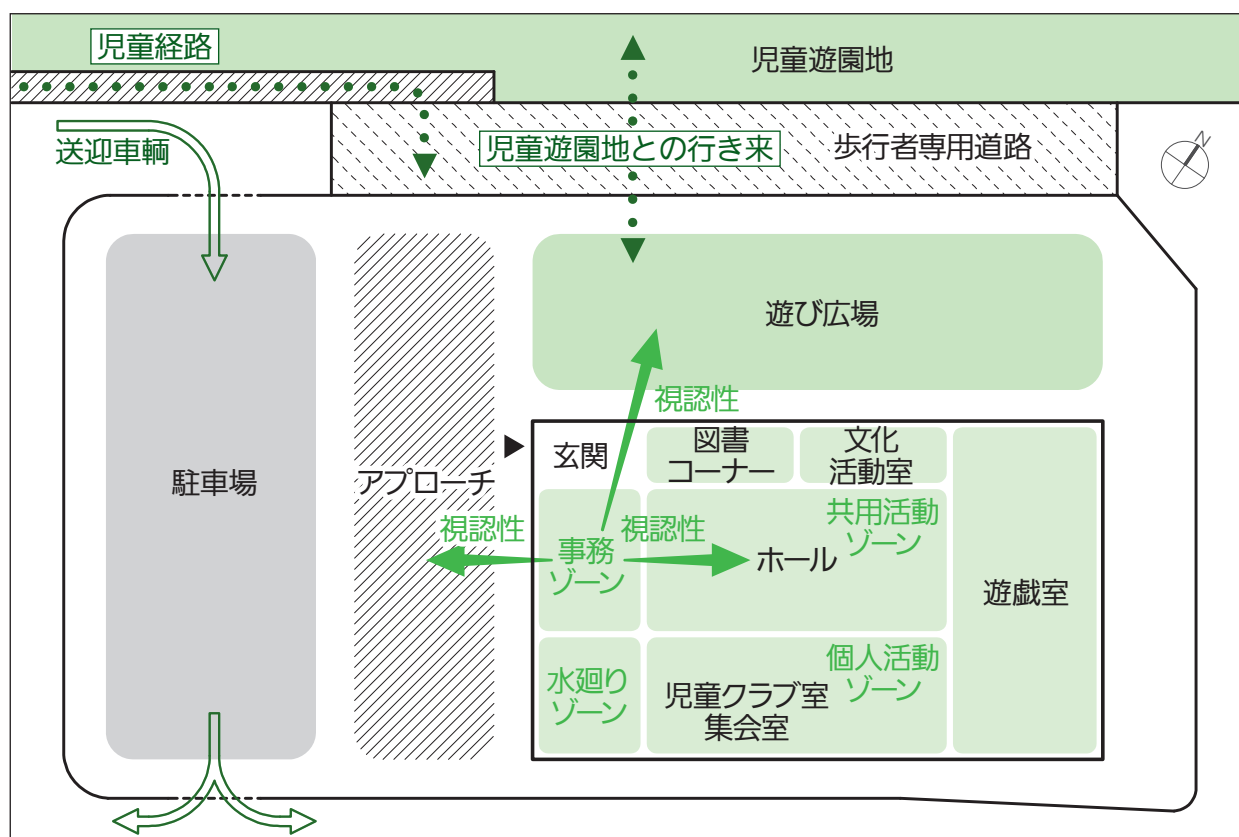 児童経路
児童遊園地
送迎車輌
児童遊園地との行き来
歩行者専用道路
N
遊び広場
視認性
玄関
図書
コーナー
文化
活動室
駐車場
アプローチ
視認性
視認性
事務
ゾーン
共用活動
ゾーン
ホール
遊戯室
水廻り
ゾーン
個人活動
ゾーン
児童クラブ室
集会室